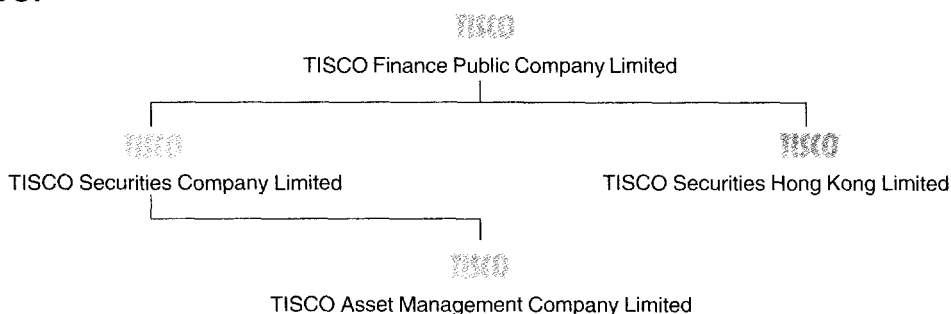 TISCO
TISCO Finance Public Company Limited
TISCO
TISCO
TISCO Securities Company Limited
TISCO Securities Hong Kong Limited
TISCO
TISCO Asset Management Company Limited